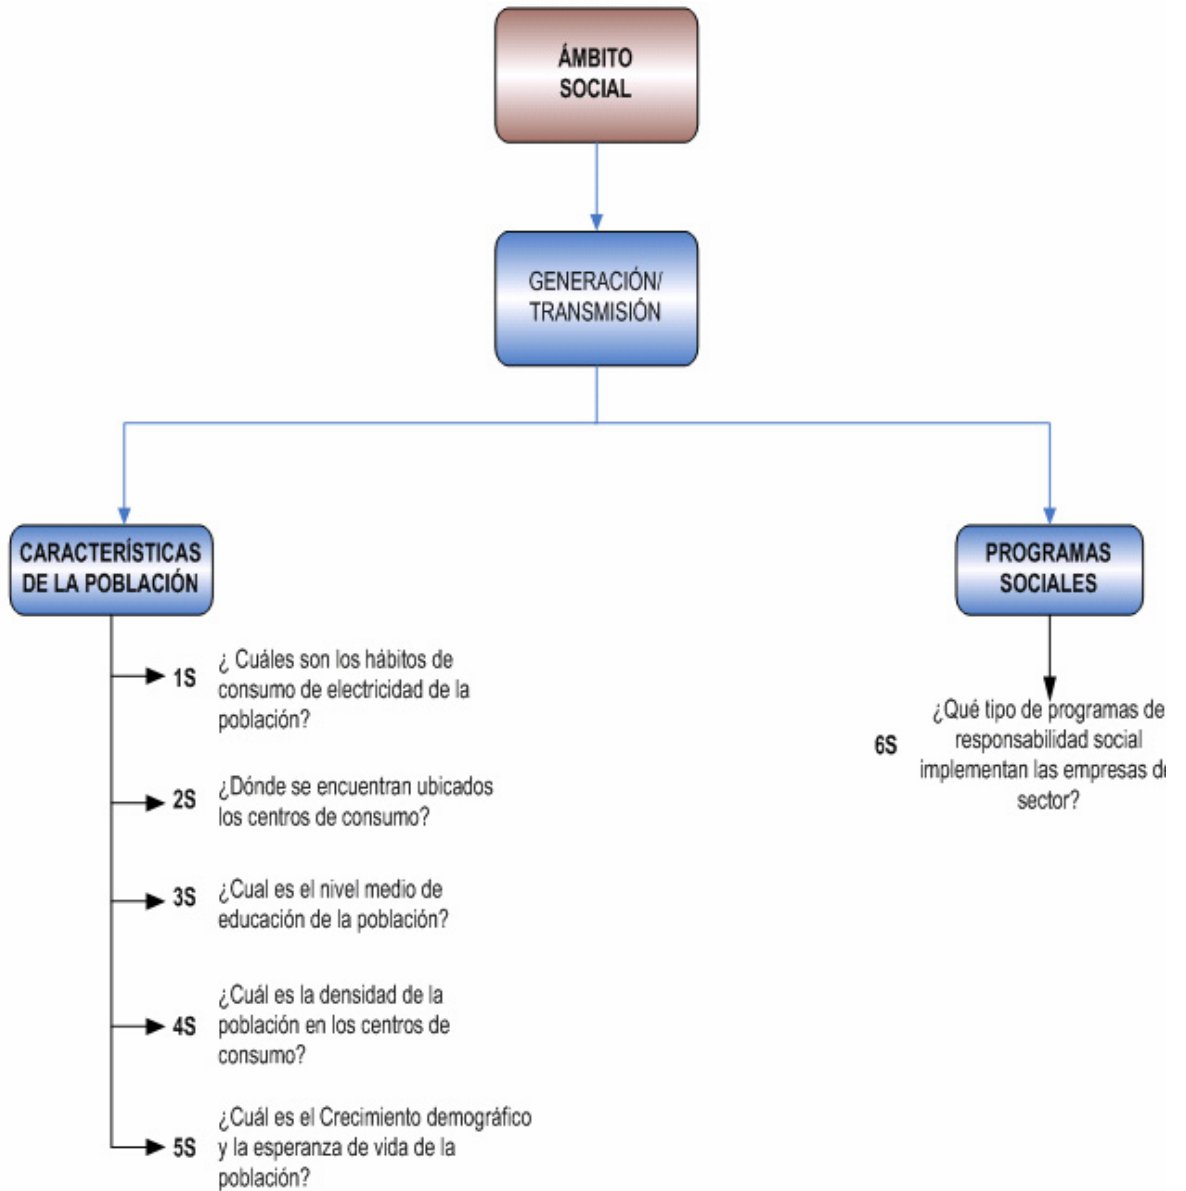 ÁMBITO
SOCIAL
GENERACIÓN/
TRANSMISIÓN
CARACTERÍSTICAS
DE LA POBLACIÓN
1S
¿ Cuáles son los hábitos de
consumo de electricidad de la
población?
2S
¿Dónde se encuentran ubicados
los centros de consumo?
3S
¿Cual es el nivel medio de
educación de la población?
4S
¿Cuál es la densidad de la
población en los centros de
consumo?
5S
¿Cuál es el Crecimiento demográfico
y la esperanza de vida de la
población?
PROGRAMAS
SOCIALES
6S
¿Qué tipo de programas de
responsabilidad social
implementan las empresas de
sector?